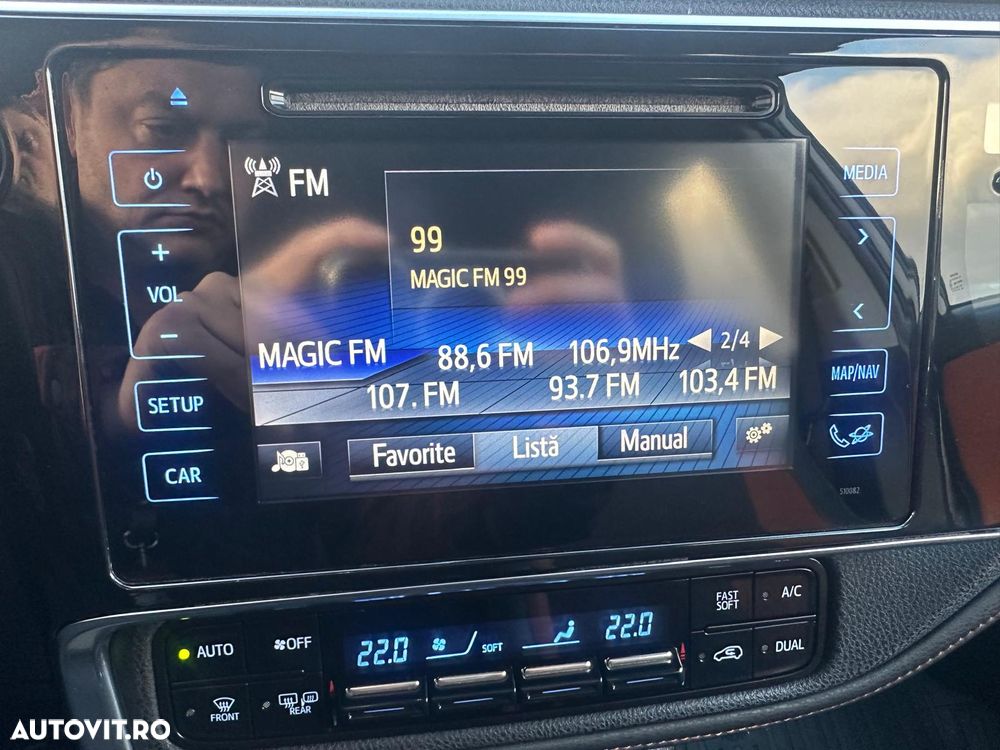 FM
MEDIA
99
MAGIC FM 99
VOL
MAGIC FM
88,6 FM
106,9MHz
2/4
107. FM
93.7 FM
103,4 FM
MAP/NAV
SETUP
CAR
Favorite
Listă
Manual
510082
FAST
SOFT
A/C
AUTO
OFF
22.0
SOFT
22.0
DUAL
FRONT
REAR
AUTOVIT.RO